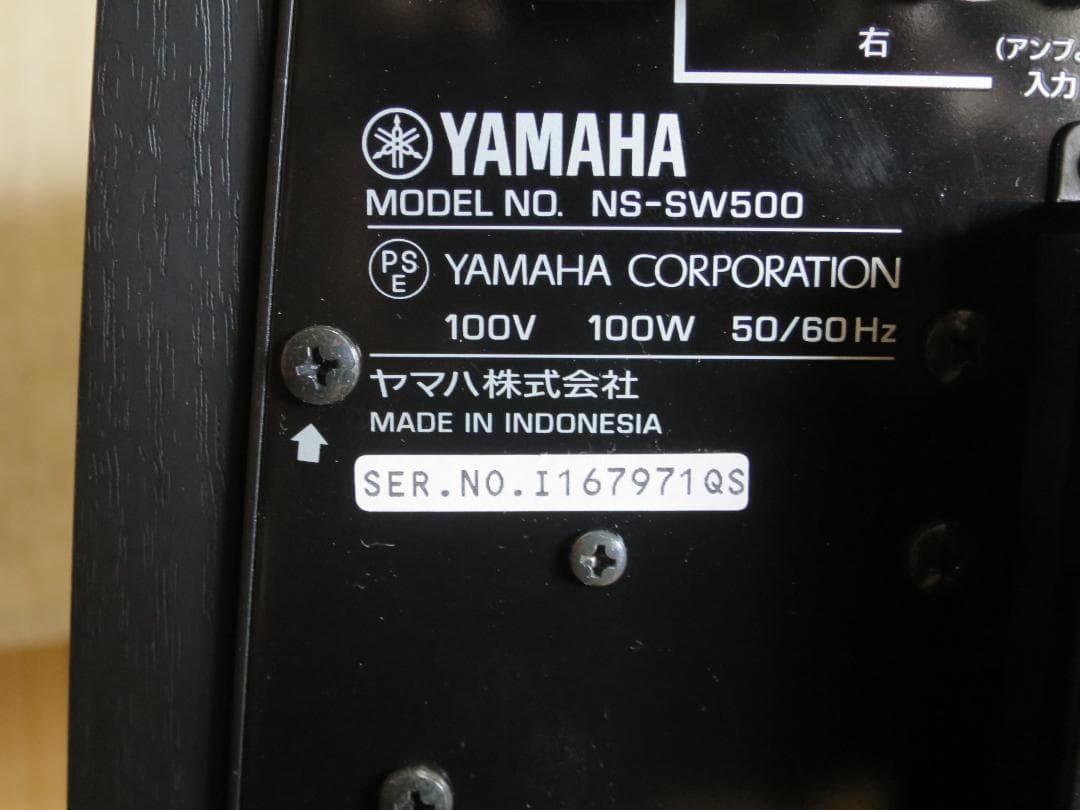 右
(アンプよ
入力
YAMAHA
MODEL NO. NS-SW500
PSE YAMAHA CORPORATION
100V 100W 50/60Hz
ヤマハ株式会社
MADE IN INDONESIA
SER.NO.I167971QS